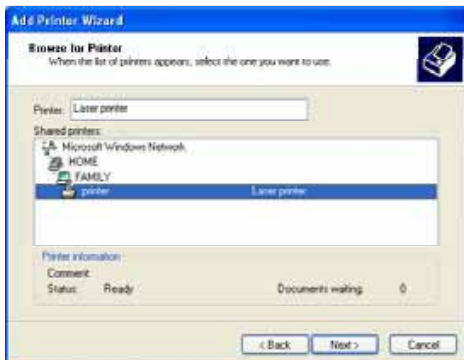 Add Printer Wizard
Browse for Printer
When the list of printers appears, select the one you want to use.
Printer: Laser printer
Shared printers:
Microsoft Windows Network
HOME
FAMILY
printer Laser printer
Printer information
Comment:
Status: Ready Documents waiting: 0
< Back Next > Cancel